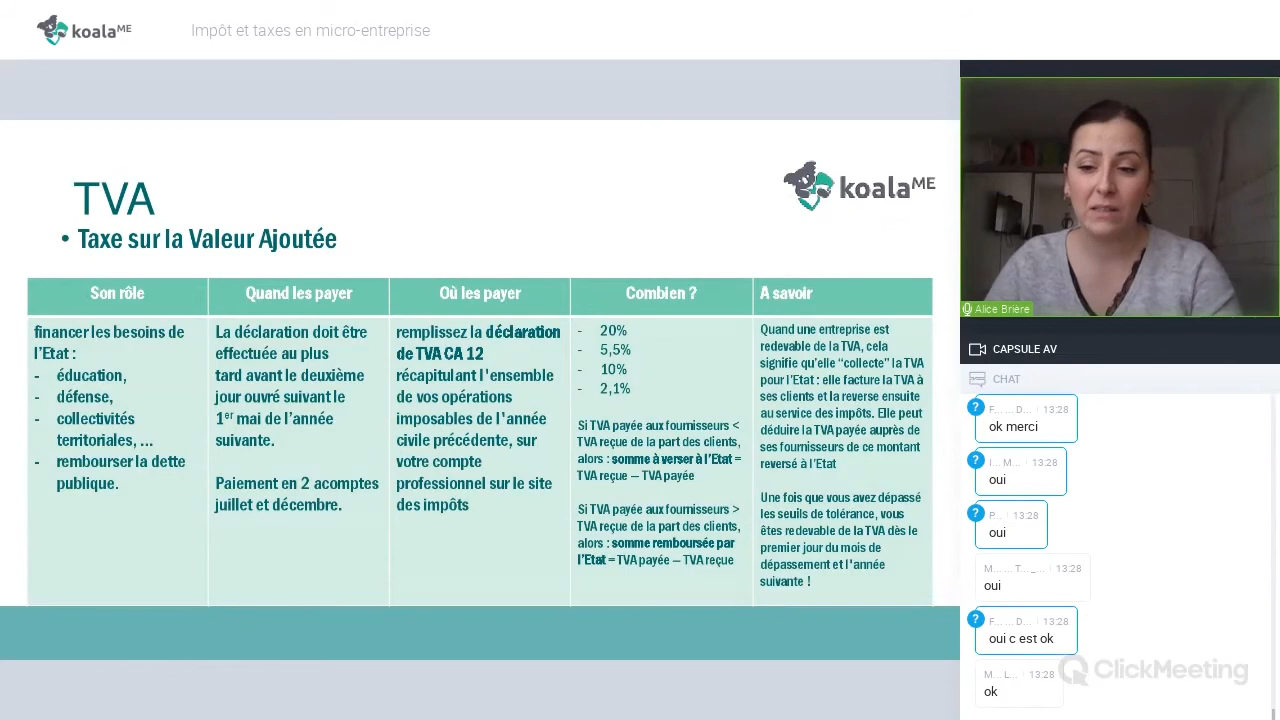 koalaME
Impôt et taxes en micro-entreprise
TVA
• Taxe sur la Valeur Ajoutée
koalaME
Son rôle
financer les besoins de
l'Etat :
- éducation,
- défense,
- collectivités
territoriales, ...
- rembourser la dette
publique.
Quand les payer
La déclaration doit être
effectuée au plus
tard avant le deuxième
jour ouvré suivant le
1er mai de l'année
suivante.
Paiement en 2 acomptes
juillet et décembre.
Où les payer
remplissez la déclaration
de TVA CA 12
récapitulant l'ensemble
de vos opérations
imposables de l'année
civile précédente, sur
votre compte
professionnel sur le site
des impôts
Combien ?
- 20%
- 5,5%
- 10%
- 2,1%
Si TVA payée aux fournisseurs <
TVA reçue de la part des clients,
alors : somme à verser à l'Etat =
TVA reçue – TVA payée
Si TVA payée aux fournisseurs >
TVA reçue de la part des clients,
alors : somme remboursée par
l'Etat = TVA payée – TVA reçue
A savoir
Quand une entreprise est
redevable de la TVA, cela
signifie qu'elle “collecte” la TVA
pour l'Etat : elle facture la TVA à
ses clients et la reverse ensuite
au service des impôts. Elle peut
déduire la TVA payée auprès de
ses fournisseurs de ce montant
reversé à l'Etat
Une fois que vous avez dépassé
les seuils de tolérance, vous
êtes redevable de la TVA dès le
premier jour du mois de
dépassement et l'année
suivante !
Alice Brière
CAPSULE AV
CHAT
? F... ... D... 13:28
ok merci
? I... M... 13:28
oui
? P... 13:28
oui
M... ... T... _... 13:28
oui
? F... ... D... 13:28
oui c est ok
M... L... 13:28
ok
ClickMeeting